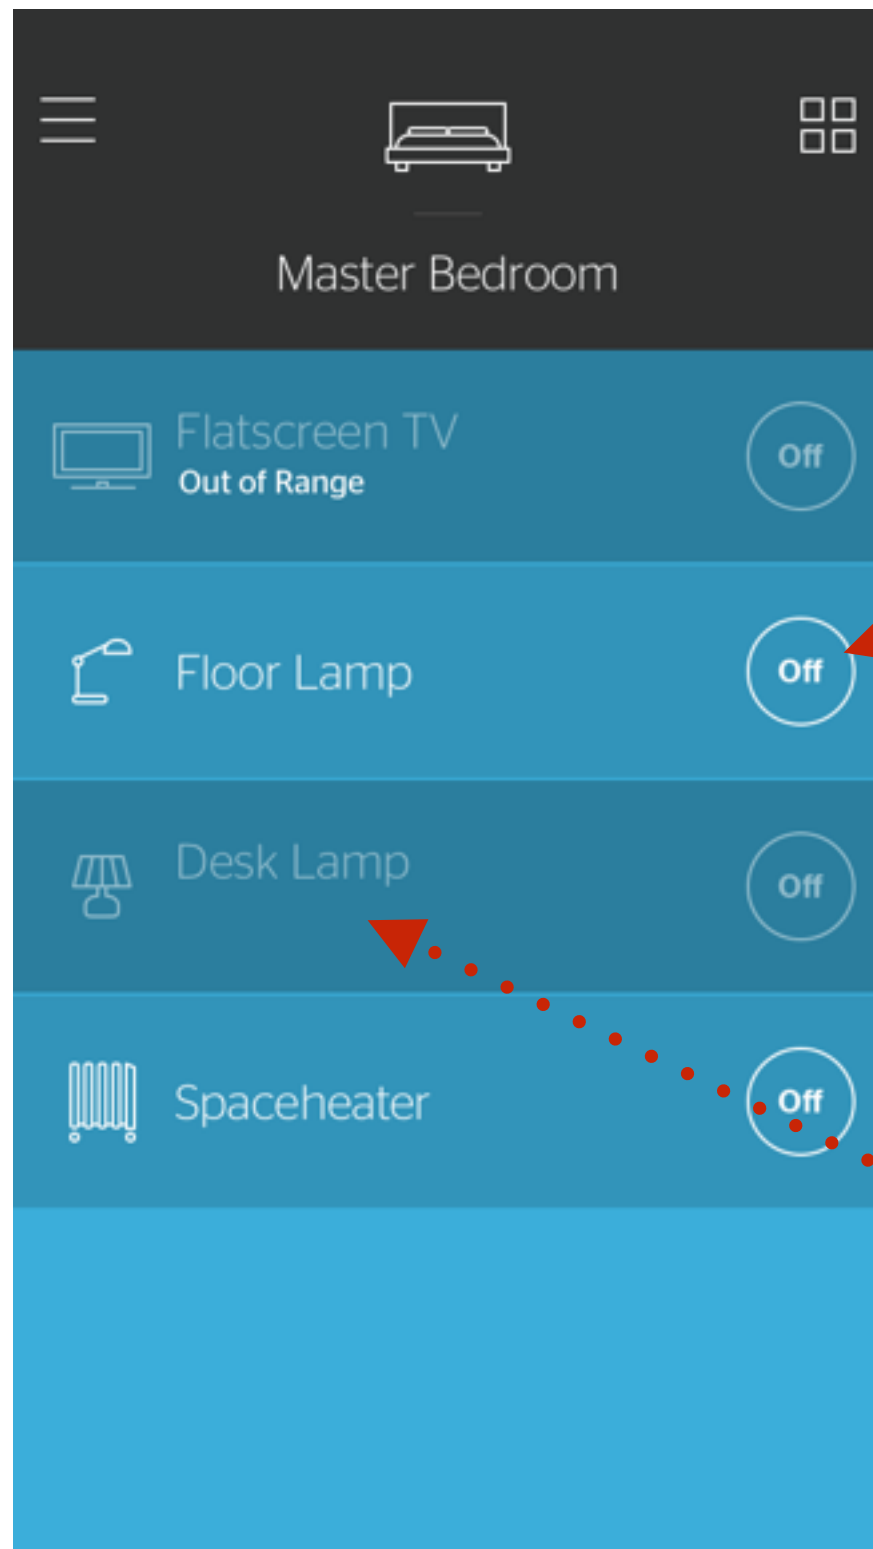 Master Bedroom
Flatscreen TV
Out of Range
Off
Floor Lamp
Off
Desk Lamp
Off
Spaceheater
Off